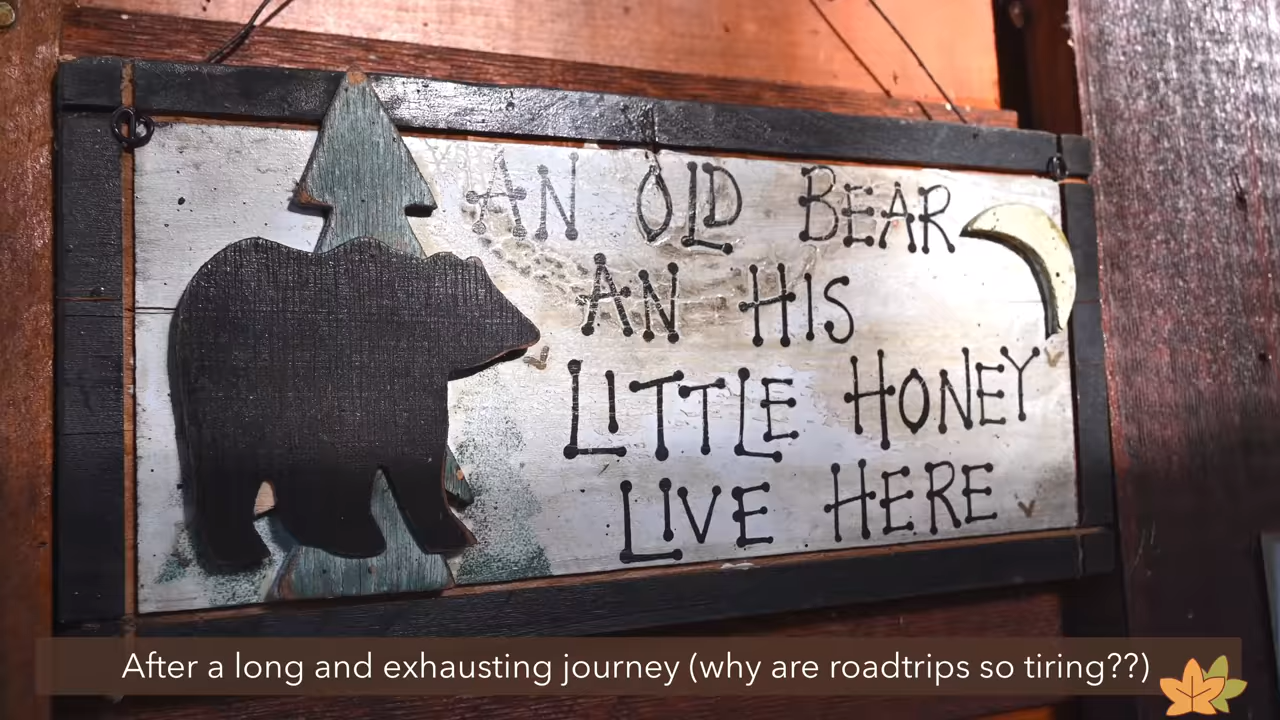 AN OLD BEAR
AN HIS
LITTLE HONEY
LIVE HERE
After a long and exhausting journey (why are roadtrips so tiring??)